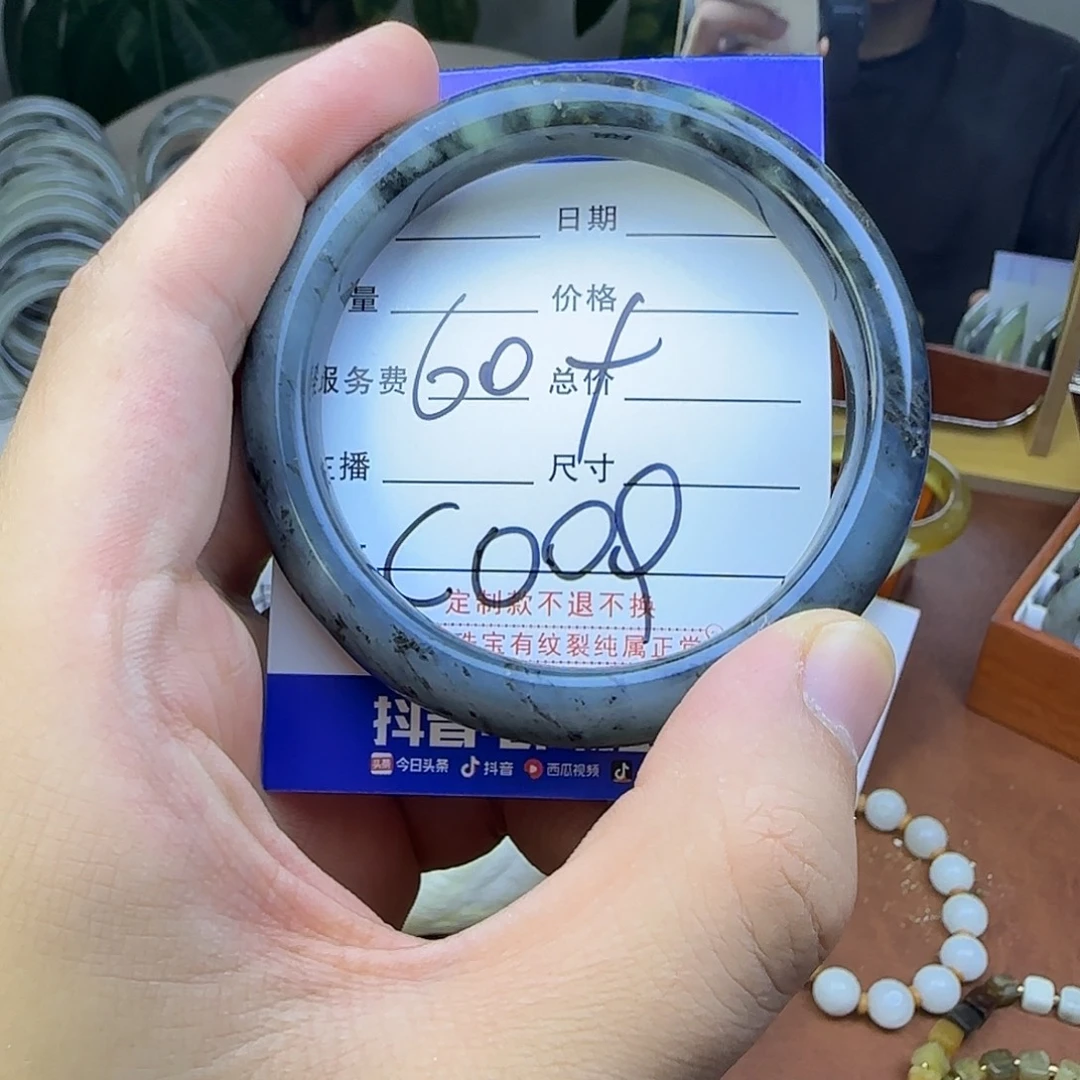 日期
量 价格
服务费 60 总价
播 尺寸
C009
定制款不退不换
珠宝有纹裂纯属正常
抖音
头条 今日头条 抖音 西瓜视频